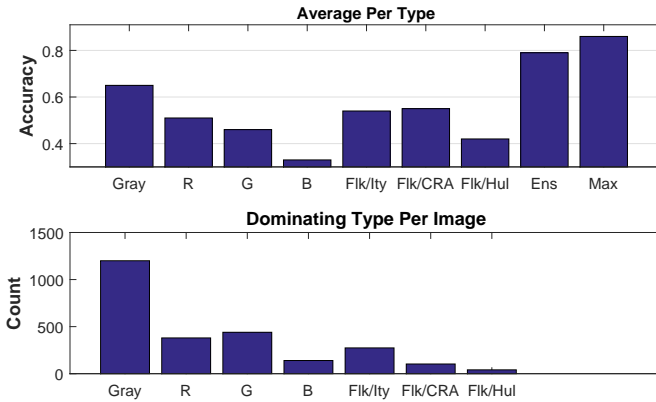 Average Per Type
Accuracy
0.8
0.6
0.4
Gray R G B Flk/Ity Flk/CRA Flk/Hul Ens Max
Dominating Type Per Image
Count
1500
1000
500
0
Gray R G B Flk/Ity Flk/CRA Flk/Hul